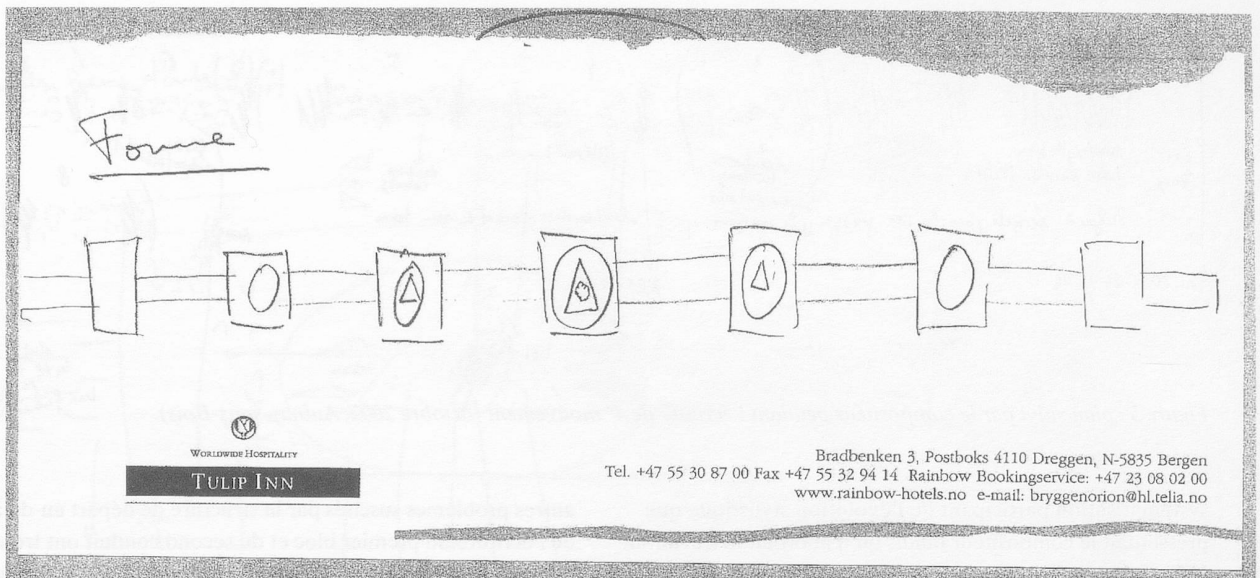 Forme
WORLDWIDE HOSPITALITY
TULIP INN
Bradbenken 3, Postboks 4110 Dreggen, N-5835 Bergen
Tel. +47 55 30 87 00 Fax +47 55 32 94 14 Rainbow Bookingservice: +47 23 08 02 00
www.rainbow-hotels.no e-mail: bryggenorion@hl.telia.no